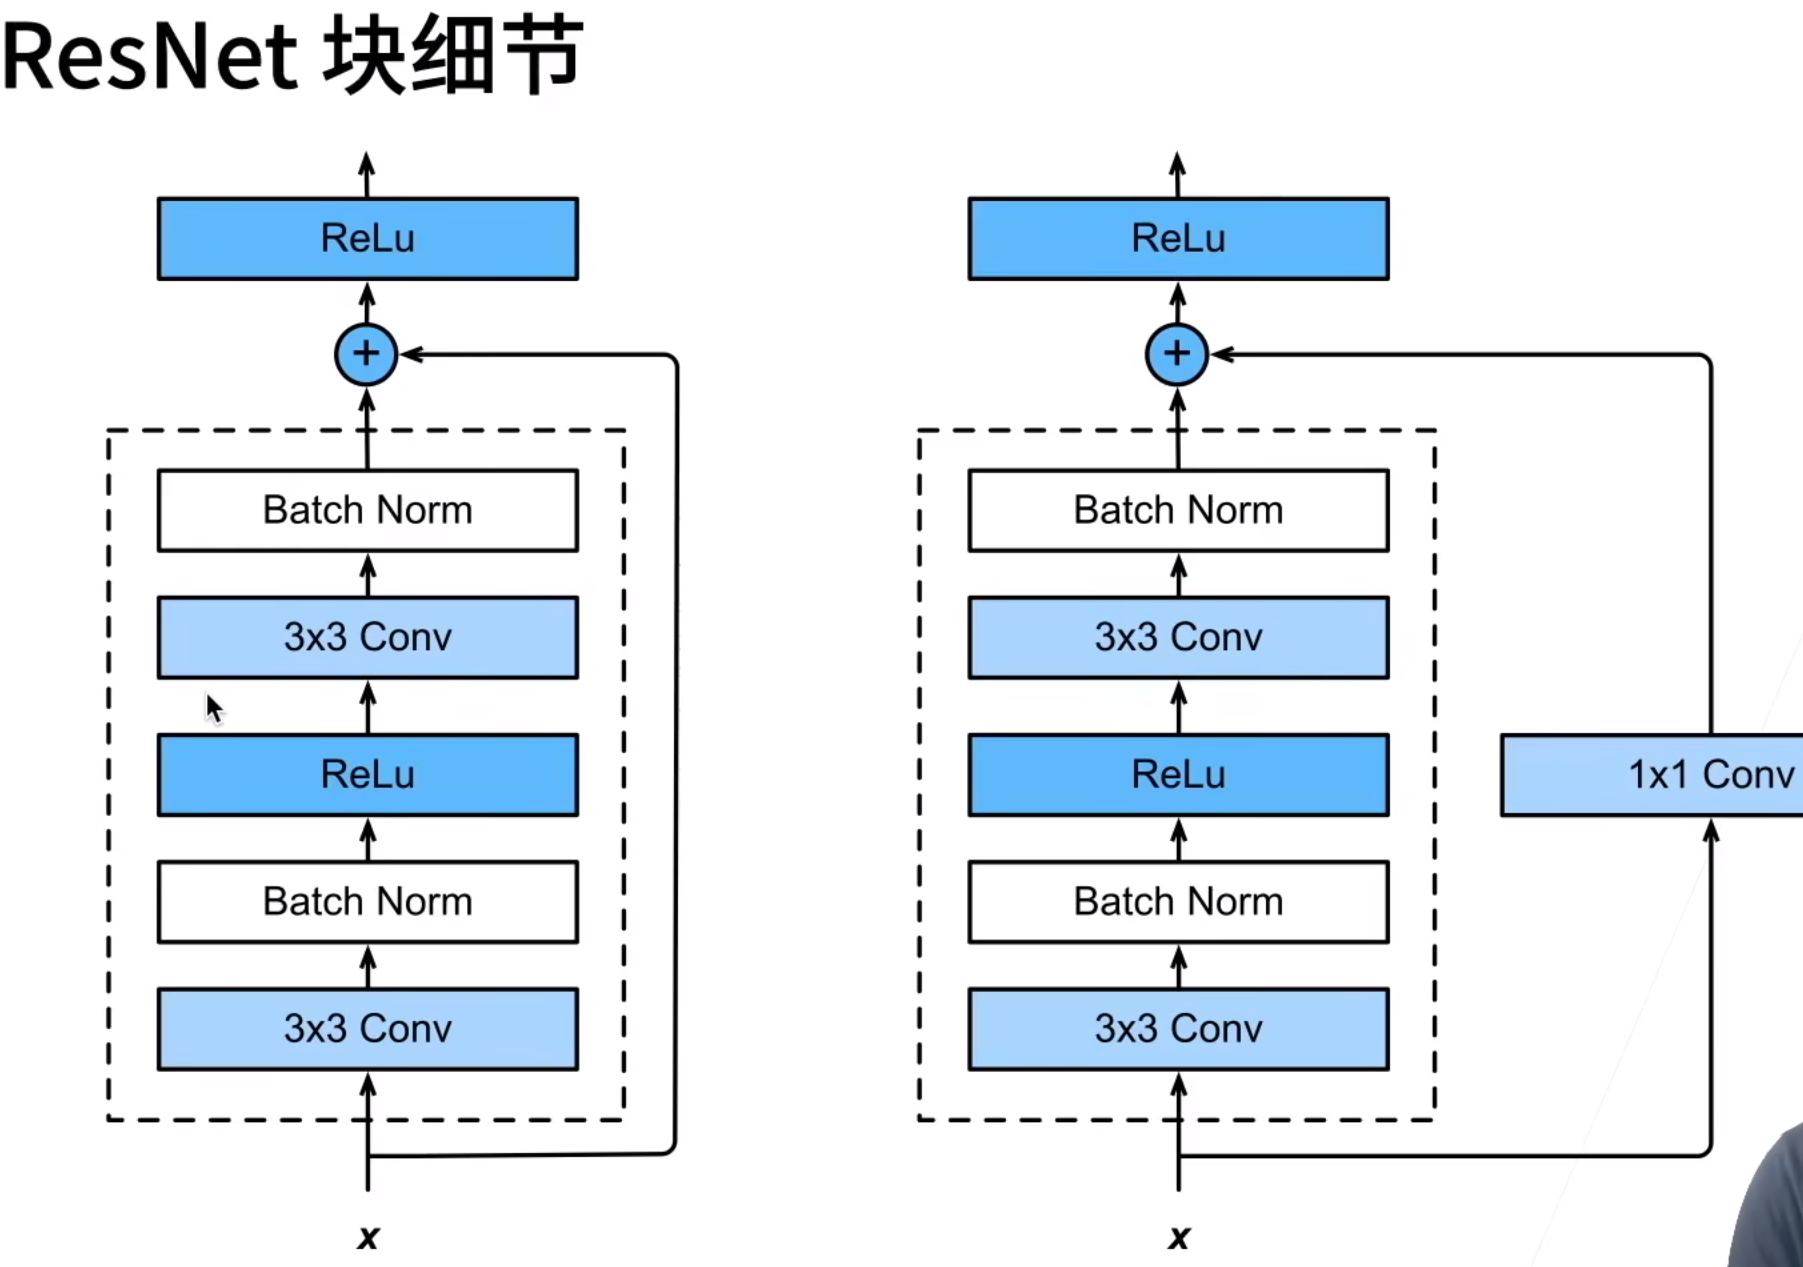 ResNet 块细节
ReLu
+
Batch Norm
3x3 Conv
ReLu
Batch Norm
3x3 Conv
x
ReLu
+
Batch Norm
3x3 Conv
ReLu
Batch Norm
3x3 Conv
x
1x1 Conv